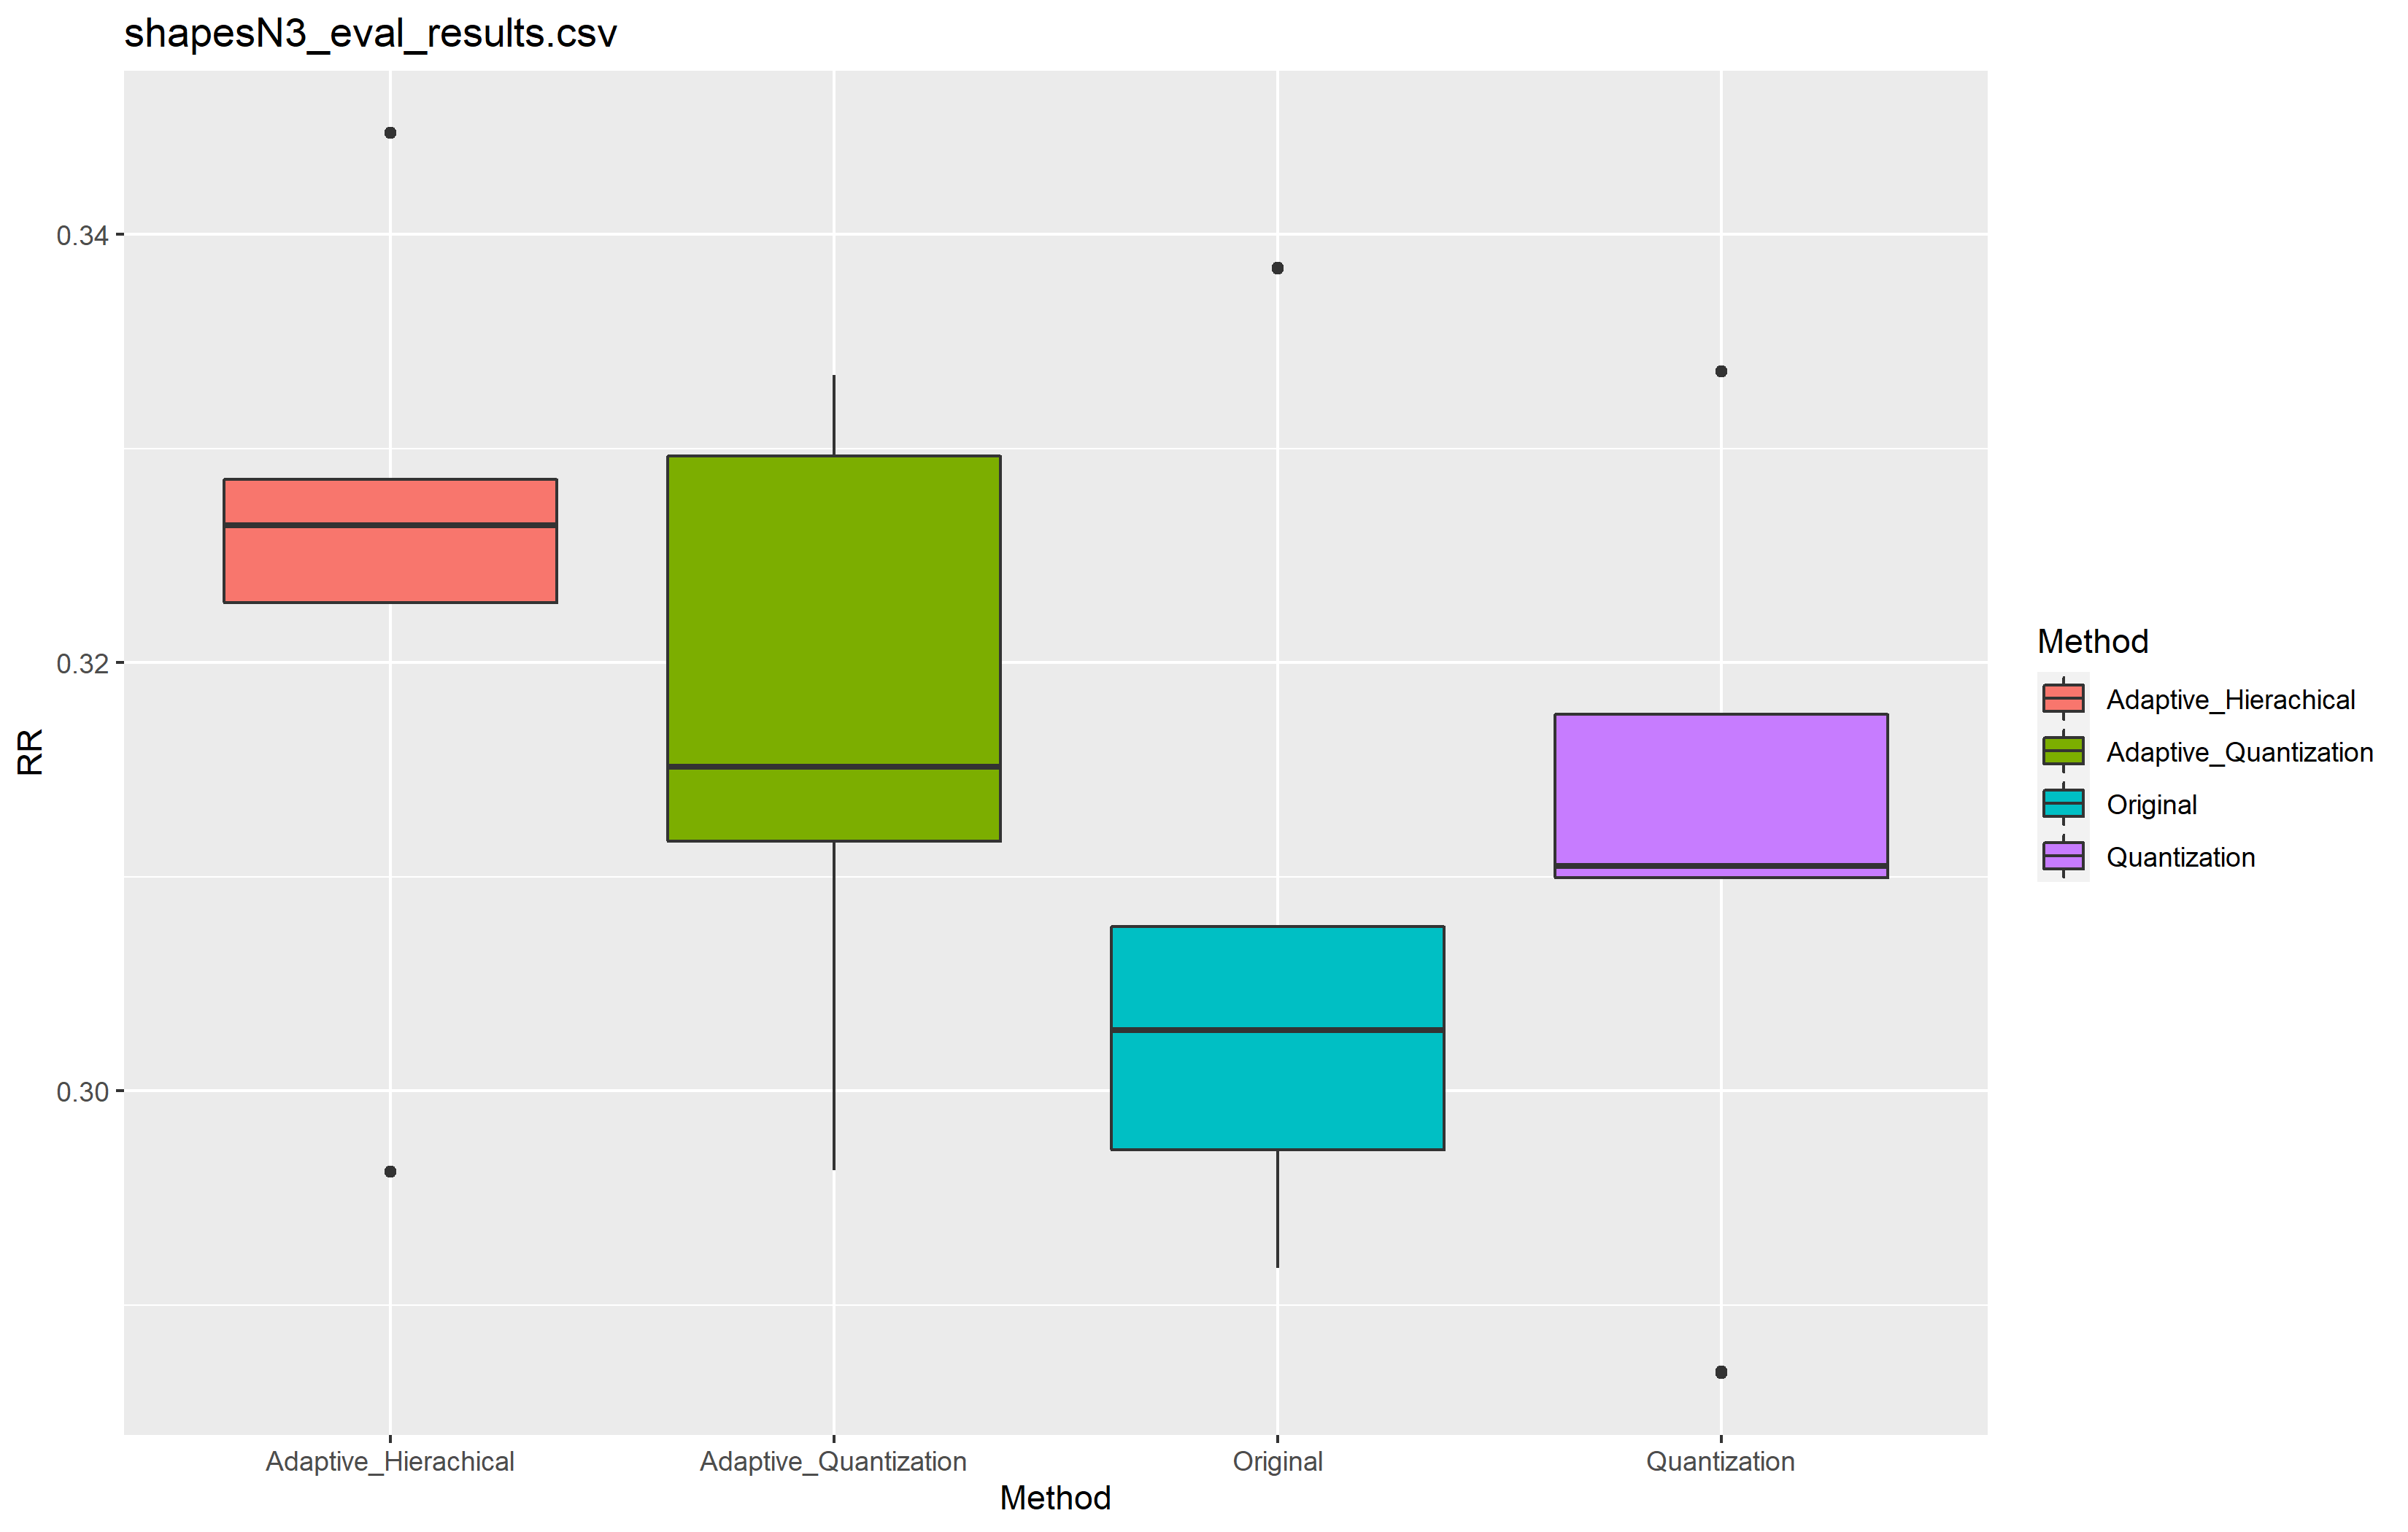 shapesN3_eval_results.csv
0.34
0.32
0.30
RR
Adaptive_Hierachical
Adaptive_Quantization
Original
Quantization
Method
Method
Adaptive_Hierachical
Adaptive_Quantization
Original
Quantization